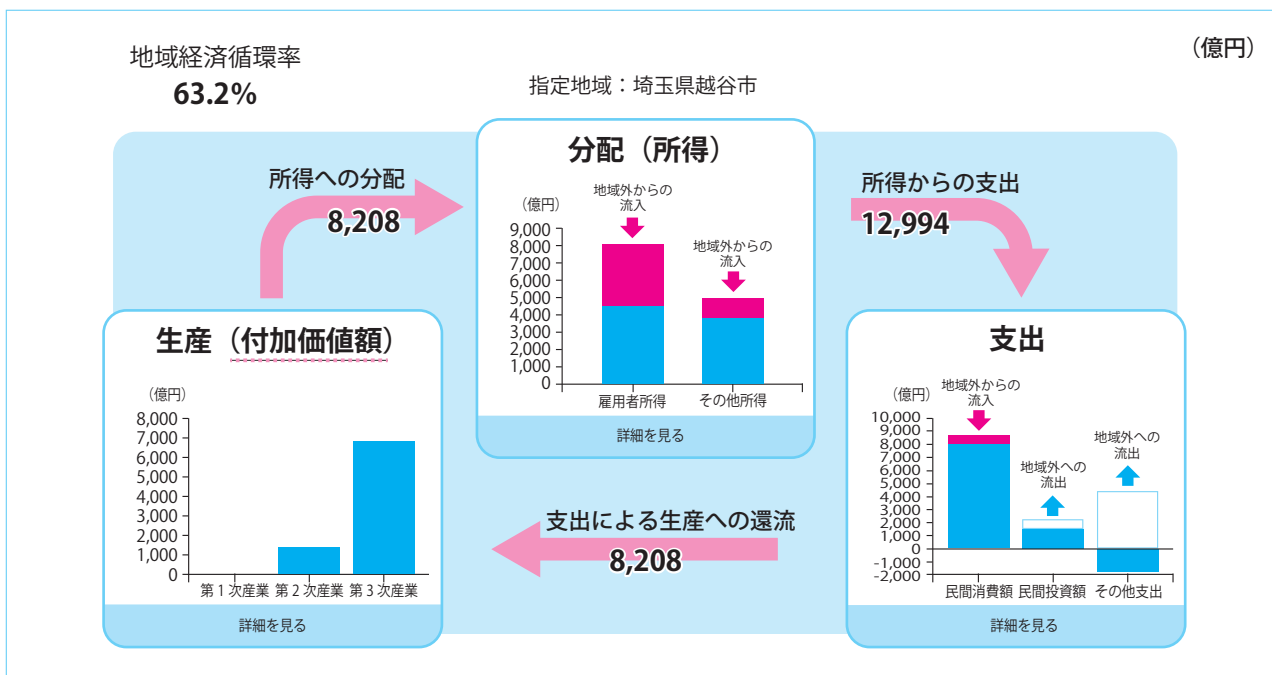 地域経済循環率
63.2%
(億円)
指定地域：埼玉県越谷市
分配（所得）
所得への分配
8,208
所得からの支出
12,994
(億円)
地域外からの
流入
地域外からの
流入
9,000
8,000
7,000
6,000
5,000
4,000
3,000
2,000
1,000
0
雇用者所得
その他所得
詳細を見る
生産（付加価値額）
(億円)
8,000
7,000
6,000
5,000
4,000
3,000
2,000
1,000
0
第1次産業
第2次産業
第3次産業
詳細を見る
支出による生産への還流
8,208
支出
(億円)
地域外からの
流入
地域外への
流出
地域外への
流出
10,000
9,000
8,000
7,000
6,000
5,000
4,000
3,000
2,000
1,000
0
-1,000
-2,000
民間消費額
民間投資額
その他支出
詳細を見る